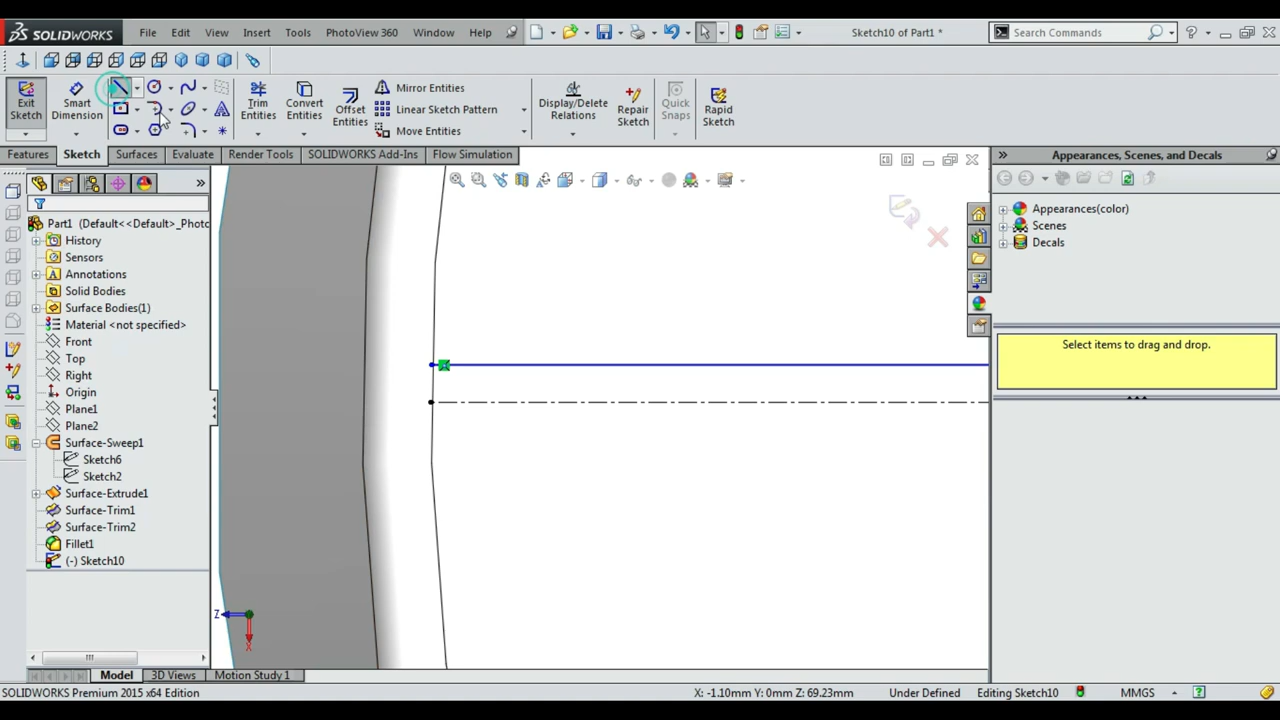 SOLIDWORKS File Edit View Insert Tools PhotoView 360 Window Help Sketch10 of Part1 * Search Commands
Exit Sketch
Smart Dimension
Trim Entities
Convert Entities
Offset Entities
Mirror Entities
Linear Sketch Pattern
Move Entities
Display/Delete Relations
Repair Sketch
Quick Snaps
Rapid Sketch
Features Sketch Surfaces Evaluate Render Tools SOLIDWORKS Add-Ins Flow Simulation
Part1 (Default<<Default>_Photo
History
Sensors
Annotations
Solid Bodies
Surface Bodies(1)
Material <not specified>
Front
Top
Right
Origin
Plane1
Plane2
Surface-Sweep1
Sketch6
Sketch2
Surface-Extrude1
Surface-Trim1
Surface-Trim2
Fillet1
(-) Sketch10
Z
X
Appearances, Scenes, and Decals
Appearances(color)
Scenes
Decals
Select items to drag and drop.
Model 3D Views Motion Study 1
SOLIDWORKS Premium 2015 x64 Edition X: -1.10mm Y: 0mm Z: 69.23mm Under Defined Editing Sketch10 MMGS